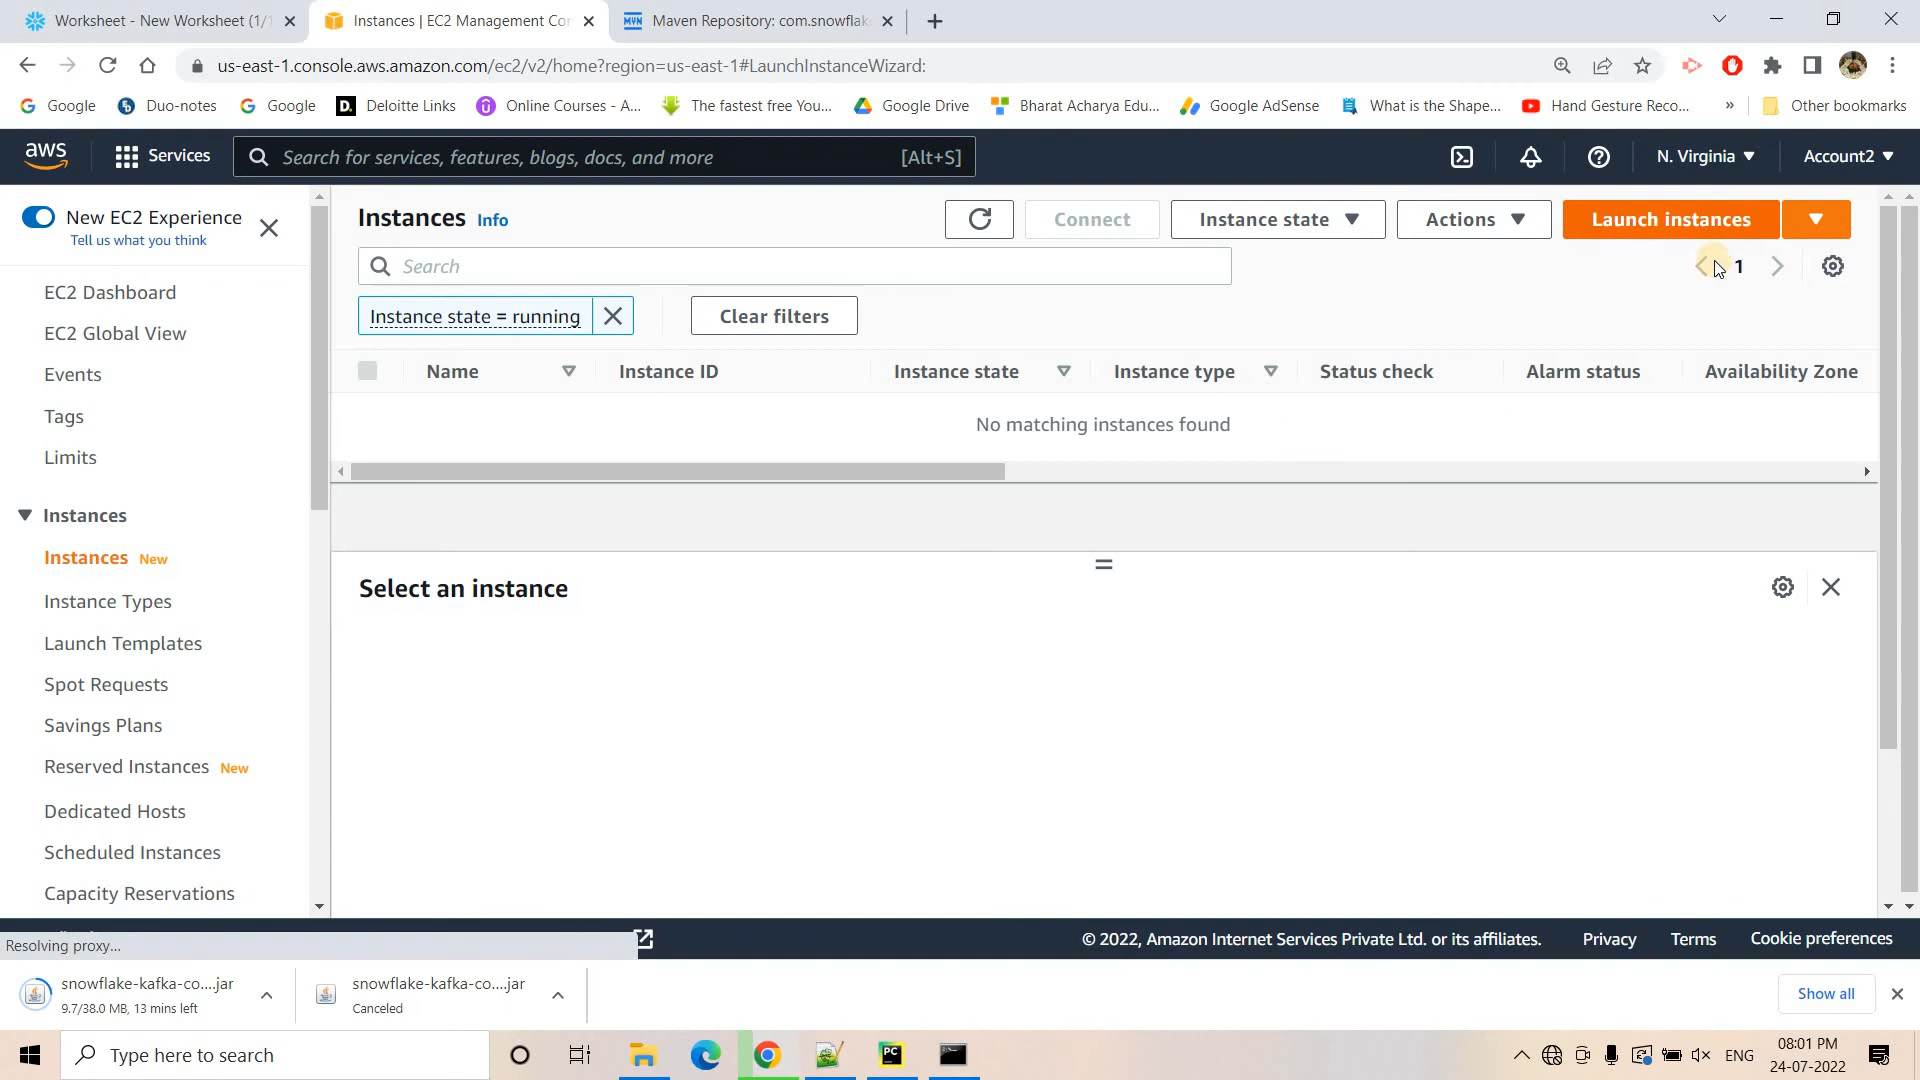 Worksheet - New Worksheet (1/1
Instances | EC2 Management Con
MVN
Maven Repository: com.snowflake
us-east-1.console.aws.amazon.com/ec2/v2/home?region=us-east-1#LaunchInstanceWizard:
Google
Duo-notes
Google
D.
Deloitte Links
Online Courses - A...
The fastest free You...
Google Drive
Bharat Acharya Edu...
Google AdSense
What is the Shape...
Hand Gesture Reco...
»
Other bookmarks
aws
Services
Search for services, features, blogs, docs, and more
[Alt+S]
N. Virginia
Account2
New EC2 Experience
Tell us what you think
EC2 Dashboard
EC2 Global View
Events
Tags
Limits
Instances
Instances New
Instance Types
Launch Templates
Spot Requests
Savings Plans
Reserved Instances New
Dedicated Hosts
Scheduled Instances
Capacity Reservations
Instances Info
Connect
Instance state
Actions
Launch instances
Search
1
Instance state = running
Clear filters
Name
Instance ID
Instance state
Instance type
Status check
Alarm status
Availability Zone
No matching instances found
Select an instance
Resolving proxy...
© 2022, Amazon Internet Services Private Ltd. or its affiliates.
Privacy
Terms
Cookie preferences
snowflake-kafka-co....jar
9.7/38.0 MB, 13 mins left
snowflake-kafka-co....jar
Canceled
Show all
Type here to search
PC
ENG
08:01 PM
24-07-2022